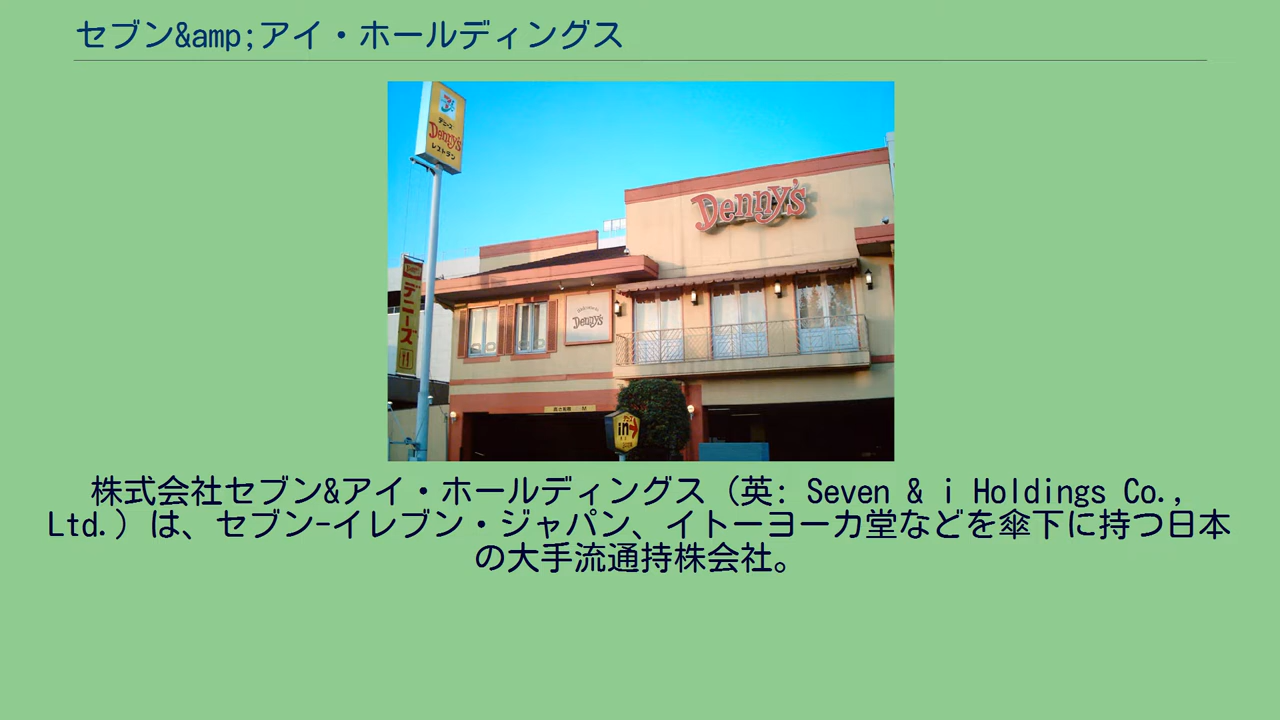 セブン&amp;アイ・ホールディングス
デニーズ
Denny's
レストラン
Denny's
デニーズ
Denny's
in
株式会社セブン&アイ・ホールディングス（英: Seven & i Holdings Co.,
Ltd.）は、セブン-イレブン・ジャパン、イトーヨーカ堂などを傘下に持つ日本
の大手流通持株会社。